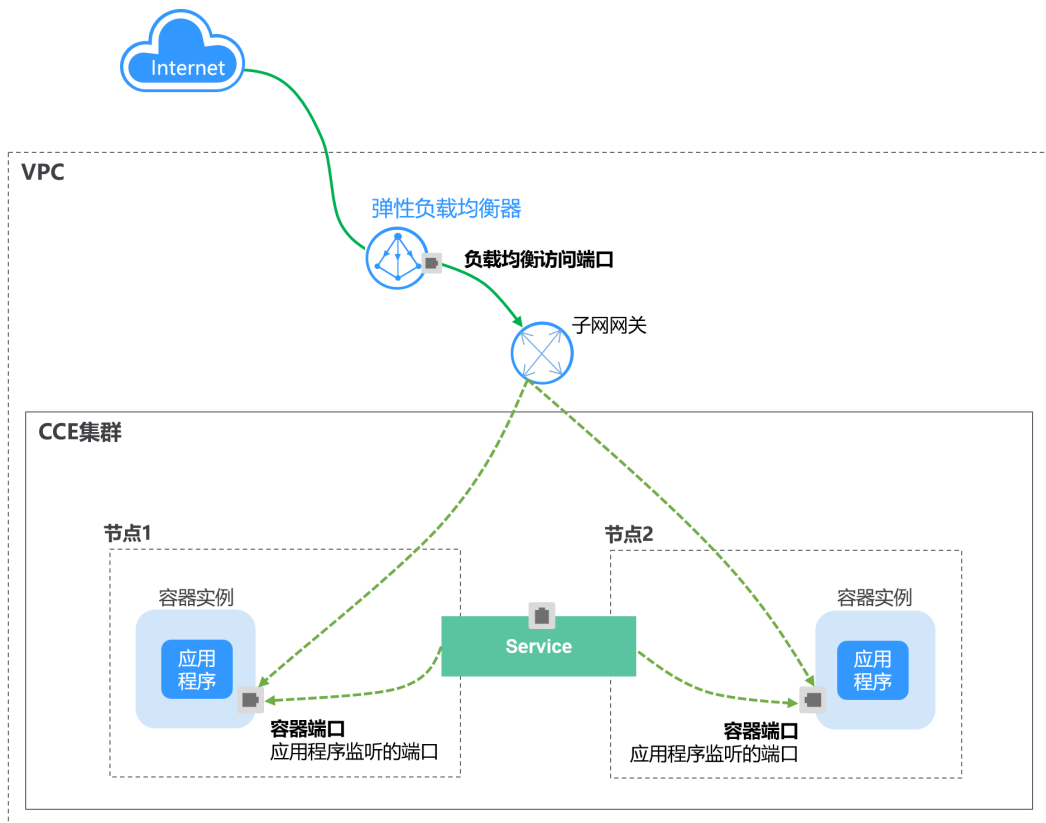 Internet
VPC
弹性负载均衡器
负载均衡访问端口
子网网关
CCE集群
节点1
节点2
容器实例
容器实例
应用
程序
Service
应用
程序
容器端口
应用程序监听的端口
容器端口
应用程序监听的端口